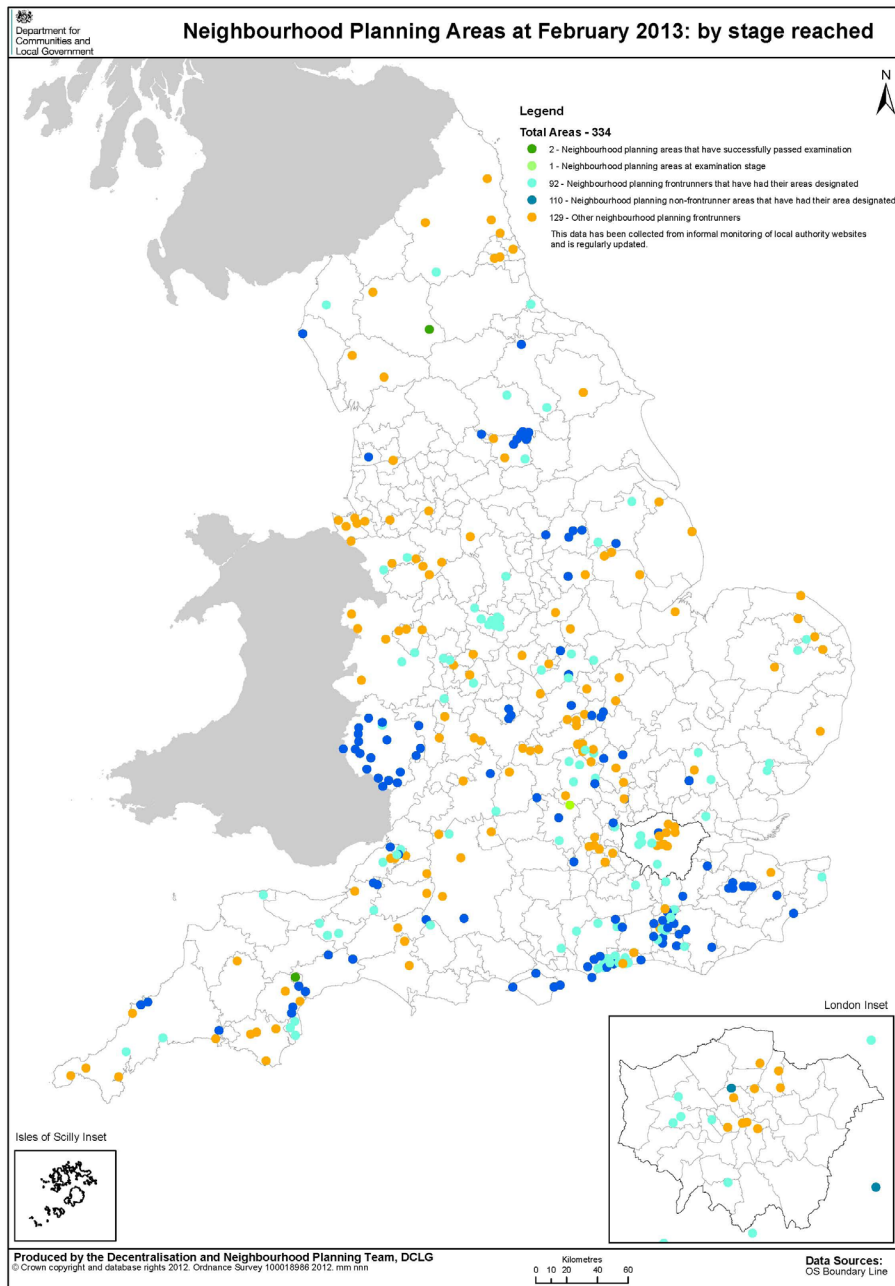 Department for
Communities and
Local Government
Neighbourhood Planning Areas at February 2013: by stage reached
N
Legend
Total Areas - 334
2 - Neighbourhood planning areas that have successfully passed examination
1 - Neighbourhood planning areas at examination stage
92 - Neighbourhood planning frontrunners that have had their areas designated
110 - Neighbourhood planning non-frontrunner areas that have had their area designated
129 - Other neighbourhood planning frontrunners
This data has been collected from informal monitoring of local authority websites
and is regularly updated.
London Inset
Isles of Scilly Inset
Produced by the Decentralisation and Neighbourhood Planning Team, DCLG
© Crown copyright and database rights 2012. Ordnance Survey 100018986 2012. mm nnn
Kilometres
0 10 20 40 60
Data Sources:
OS Boundary Line